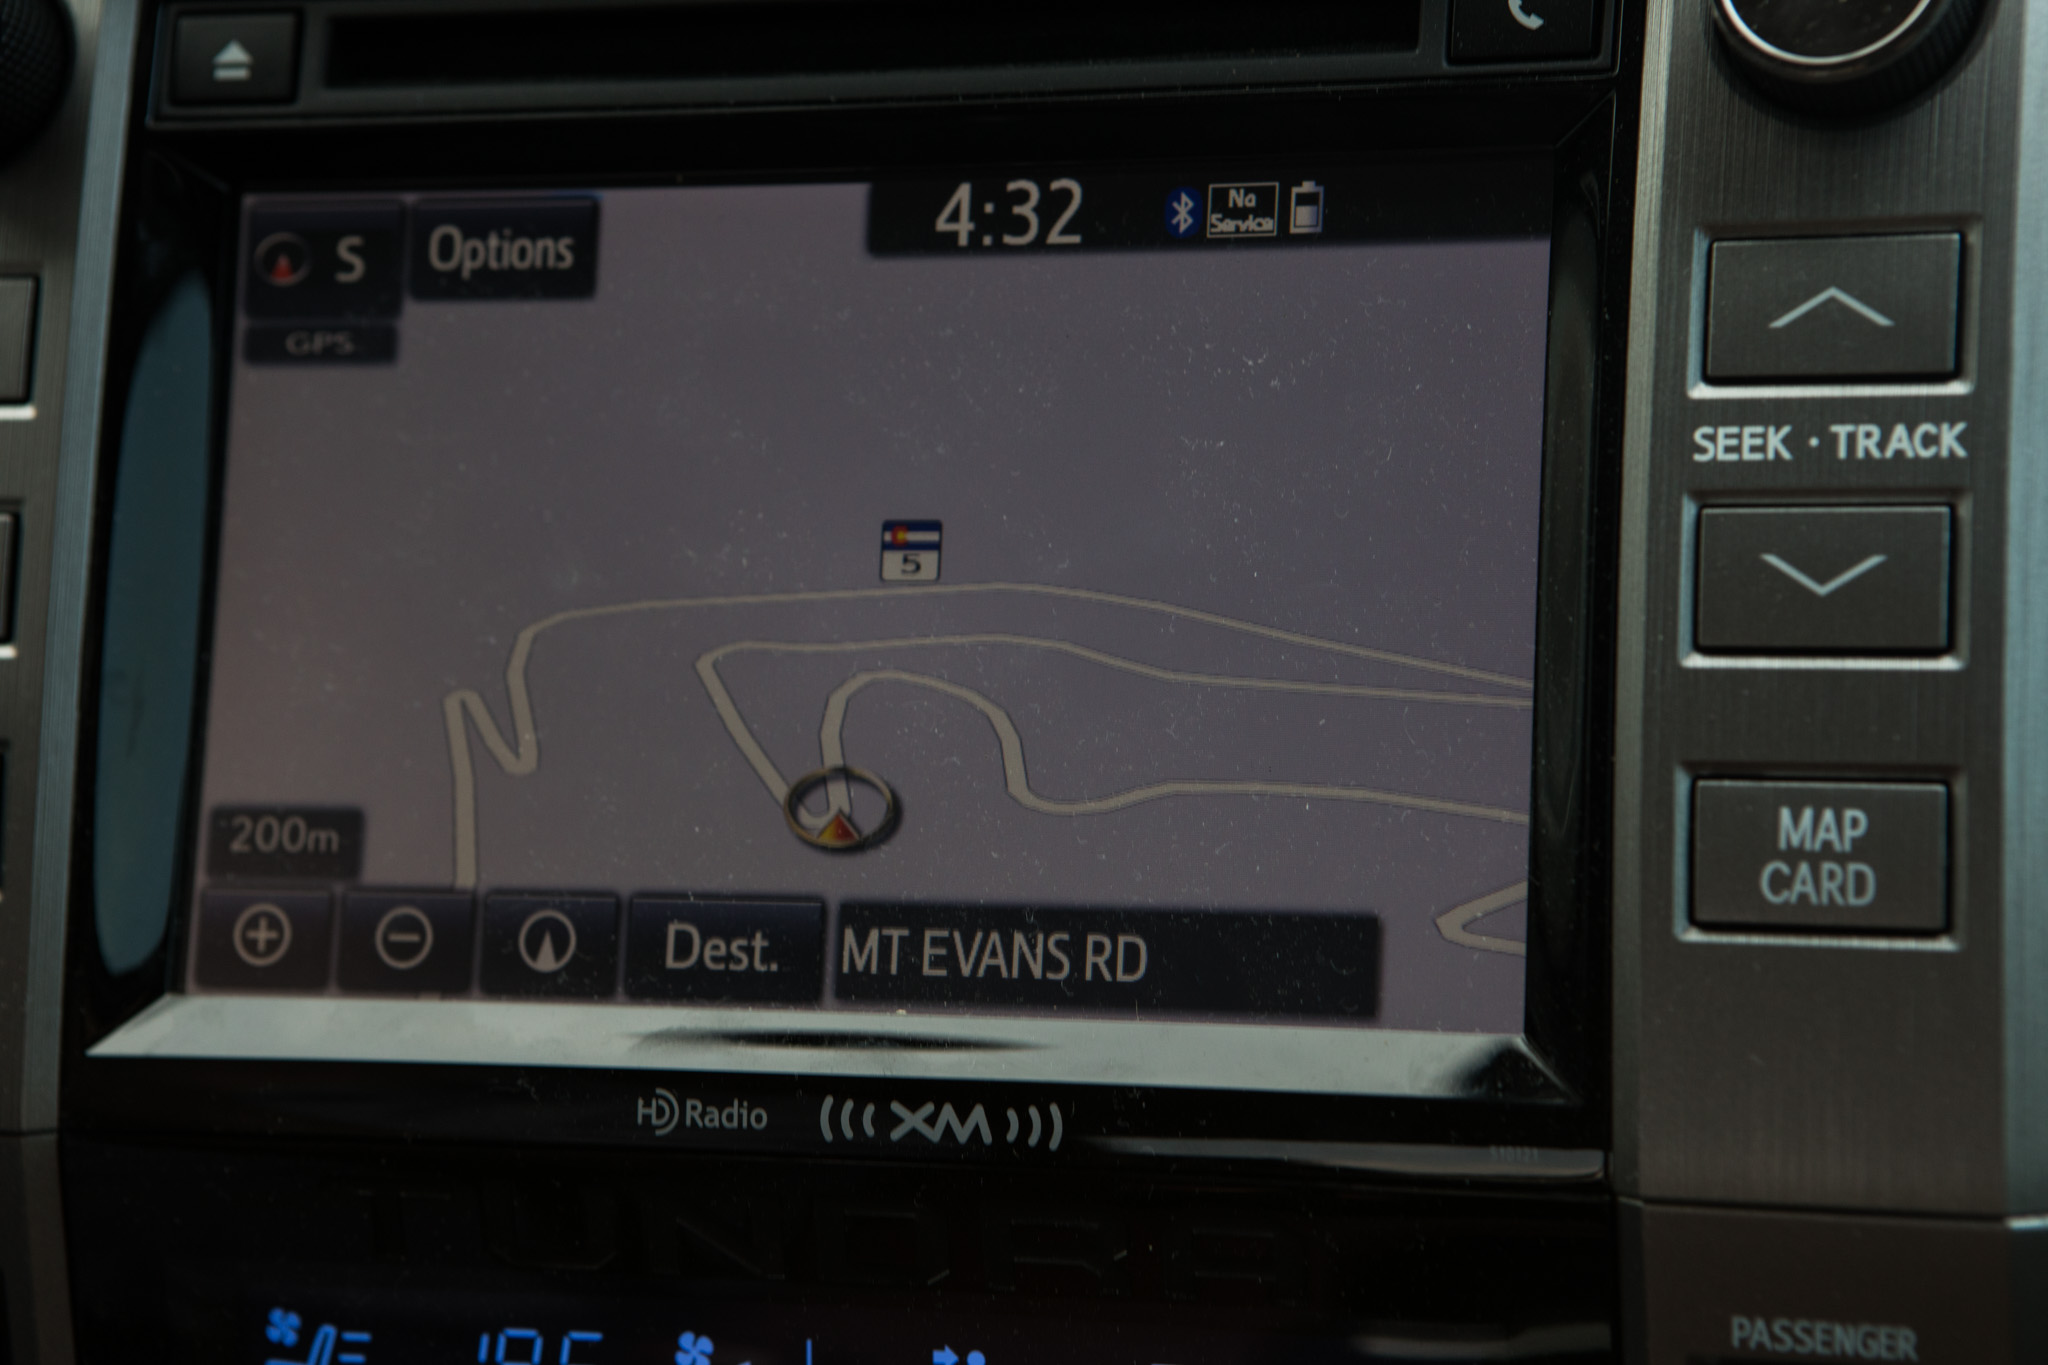 4:32
No
Service
S
Options
GPS
5
200m
Dest.
MT EVANS RD
SEEK · TRACK
MAP
CARD
HD Radio
XM
TUNDRA
PASSENGER